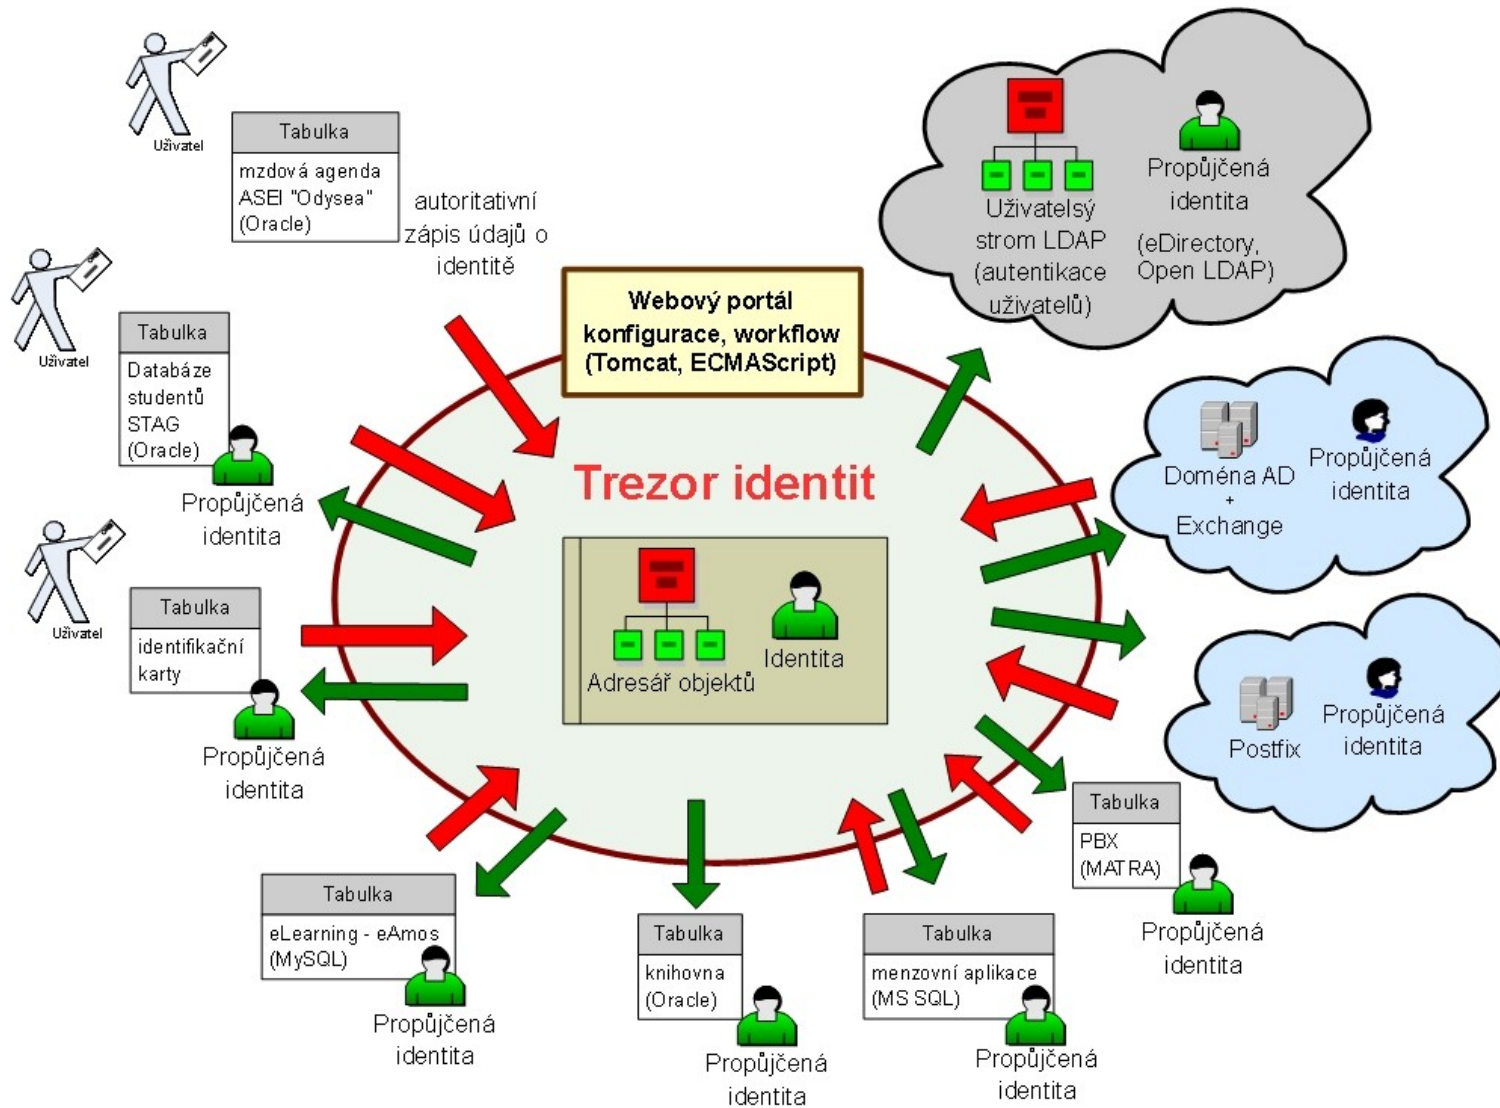 Uživatel
Tabulka
mzdová agenda
ASEI "Odysea"
(Oracle)
autoritativní
zápis údajů o
identitě
Uživatel
Tabulka
Databáze
studentů
STAG
(Oracle)
Propůjčená
identita
Uživatel
Tabulka
identifikační
karty
Propůjčená
identita
Webový portál
konfigurace, workflow
(Tomcat, ECMAScript)
Trezor identit
Adresář objektů
Identita
Uživatelsý
strom LDAP
(autentikace
uživatelů)
Propůjčená
identita
(eDirectory,
Open LDAP)
Doména AD
+
Exchange
Propůjčená
identita
Postfix
Propůjčená
identita
Tabulka
PBX
(MATRA)
Propůjčená
identita
Tabulka
eLearning - eAmos
(MySQL)
Propůjčená
identita
Tabulka
knihovna
(Oracle)
Propůjčená
identita
Tabulka
menzovní aplikace
(MS SQL)
Propůjčená
identita